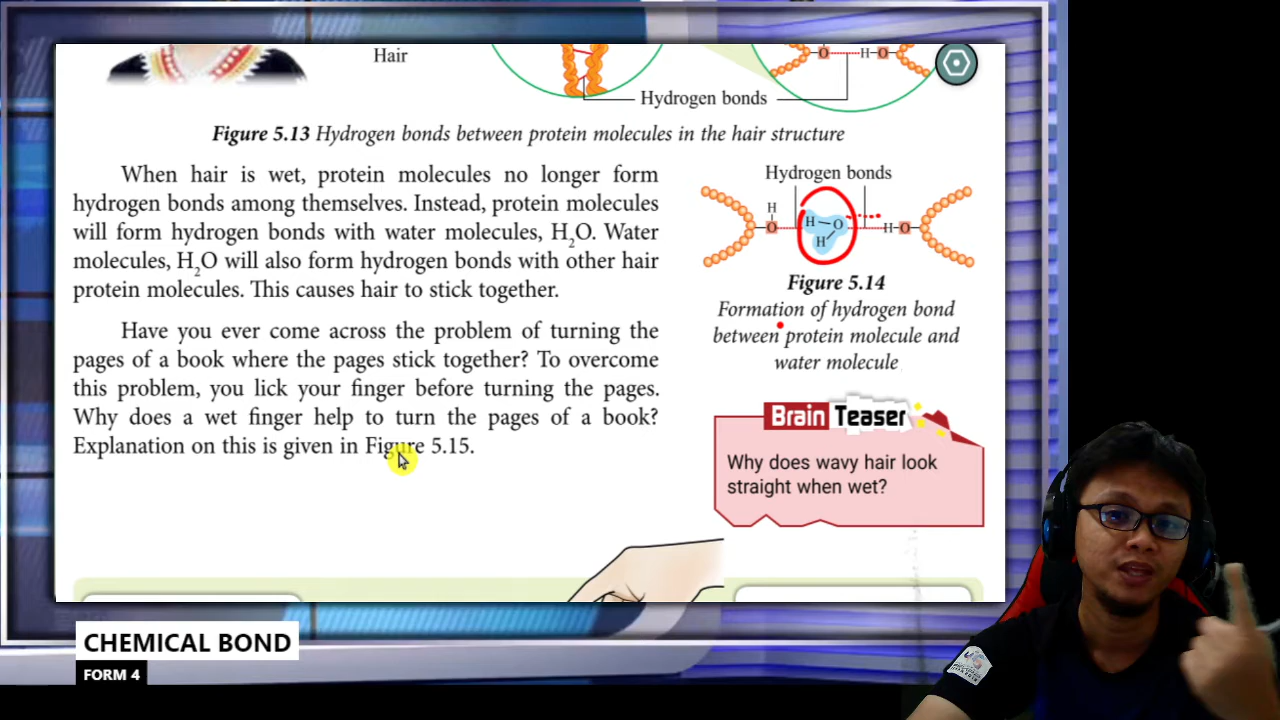 Hair
O H O
Hydrogen bonds
Figure 5.13 Hydrogen bonds between protein molecules in the hair structure
When hair is wet, protein molecules no longer form
hydrogen bonds among themselves. Instead, protein molecules
will form hydrogen bonds with water molecules, H₂O. Water
molecules, H₂O will also form hydrogen bonds with other hair
protein molecules. This causes hair to stick together.
Have you ever come across the problem of turning the
pages of a book where the pages stick together? To overcome
this problem, you lick your finger before turning the pages.
Why does a wet finger help to turn the pages of a book?
Explanation on this is given in Figure 5.15.
Hydrogen bonds
H
O H O H O
H
Figure 5.14
Formation of hydrogen bond
between protein molecule and
water molecule
Brain Teaser
Why does wavy hair look
straight when wet?
CHEMICAL BOND
FORM 4